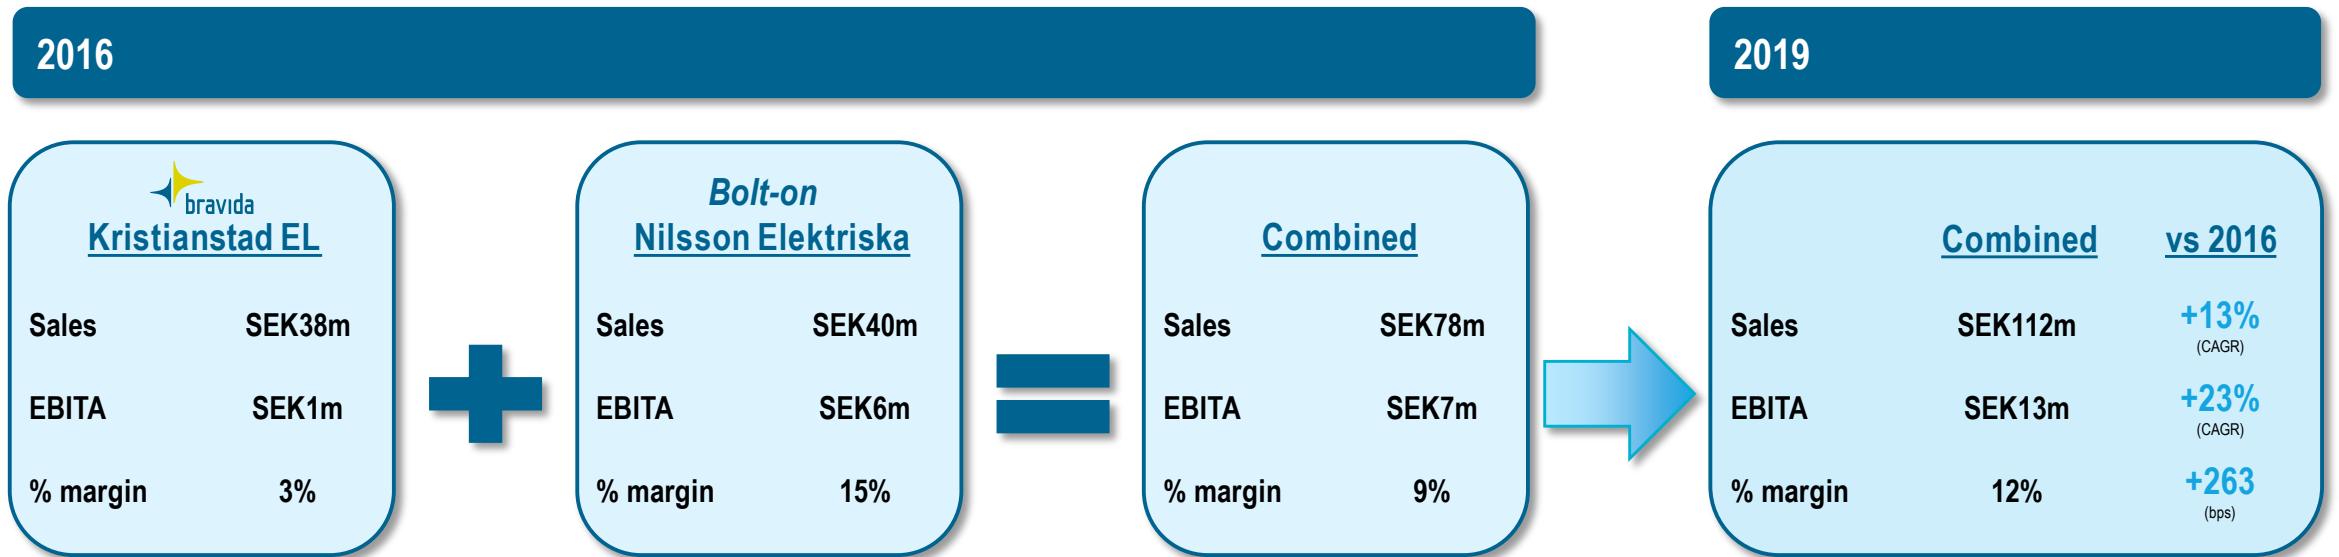 2016
2019
bravida
Kristianstad EL
Sales SEK38m
EBITA SEK1m
% margin 3%
Bolt-on
Nilsson Elektriska
Sales SEK40m
EBITA SEK6m
% margin 15%
Combined
Sales SEK78m
EBITA SEK7m
% margin 9%
Combined vs 2016
Sales SEK112m +13%
(CAGR)
EBITA SEK13m +23%
(CAGR)
% margin 12% +263
(bps)